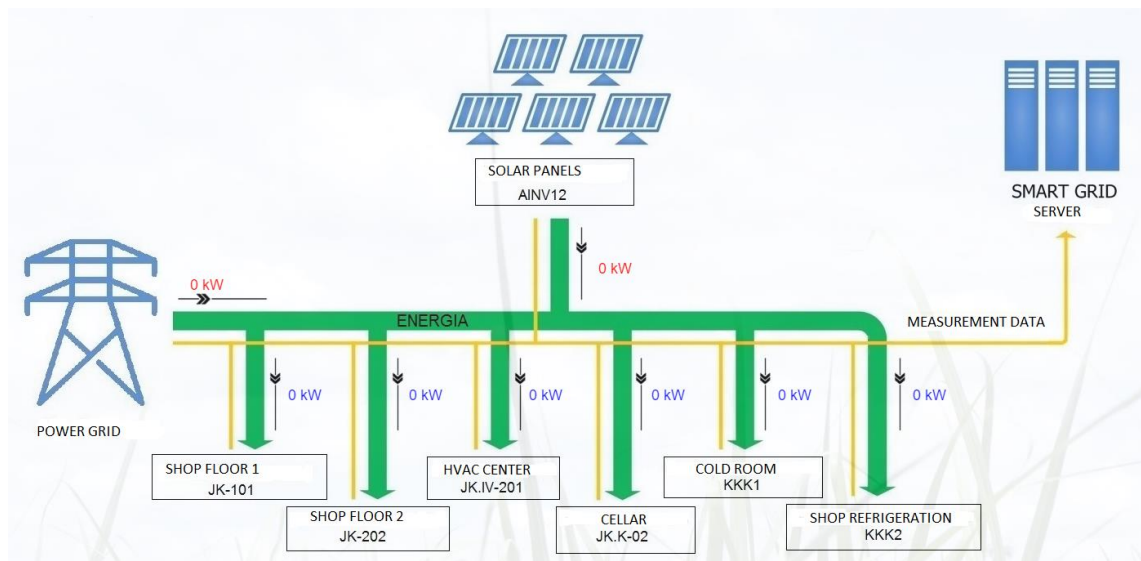 SOLAR PANELS
AINV12
SMART GRID
SERVER
0 kW
0 kW
ENERGIA
MEASUREMENT DATA
0 kW
0 kW
0 kW
0 kW
0 kW
0 kW
POWER GRID
SHOP FLOOR 1
JK-101
HVAC CENTER
JK.IV-201
COLD ROOM
KKK1
SHOP FLOOR 2
JK-202
CELLAR
JK.K-02
SHOP REFRIGERATION
KKK2